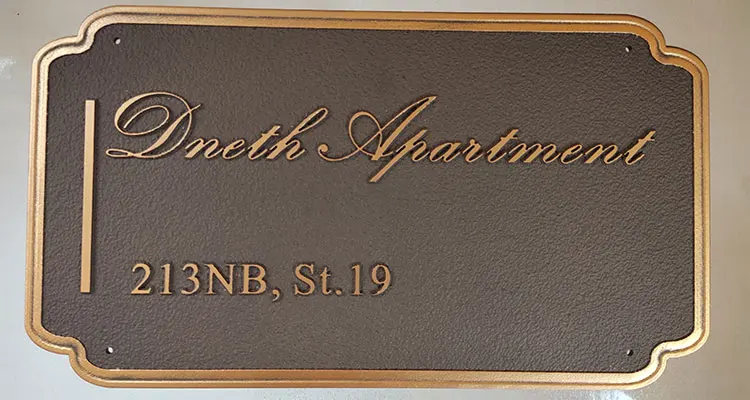 Dneth Apartment
213NB, St.19